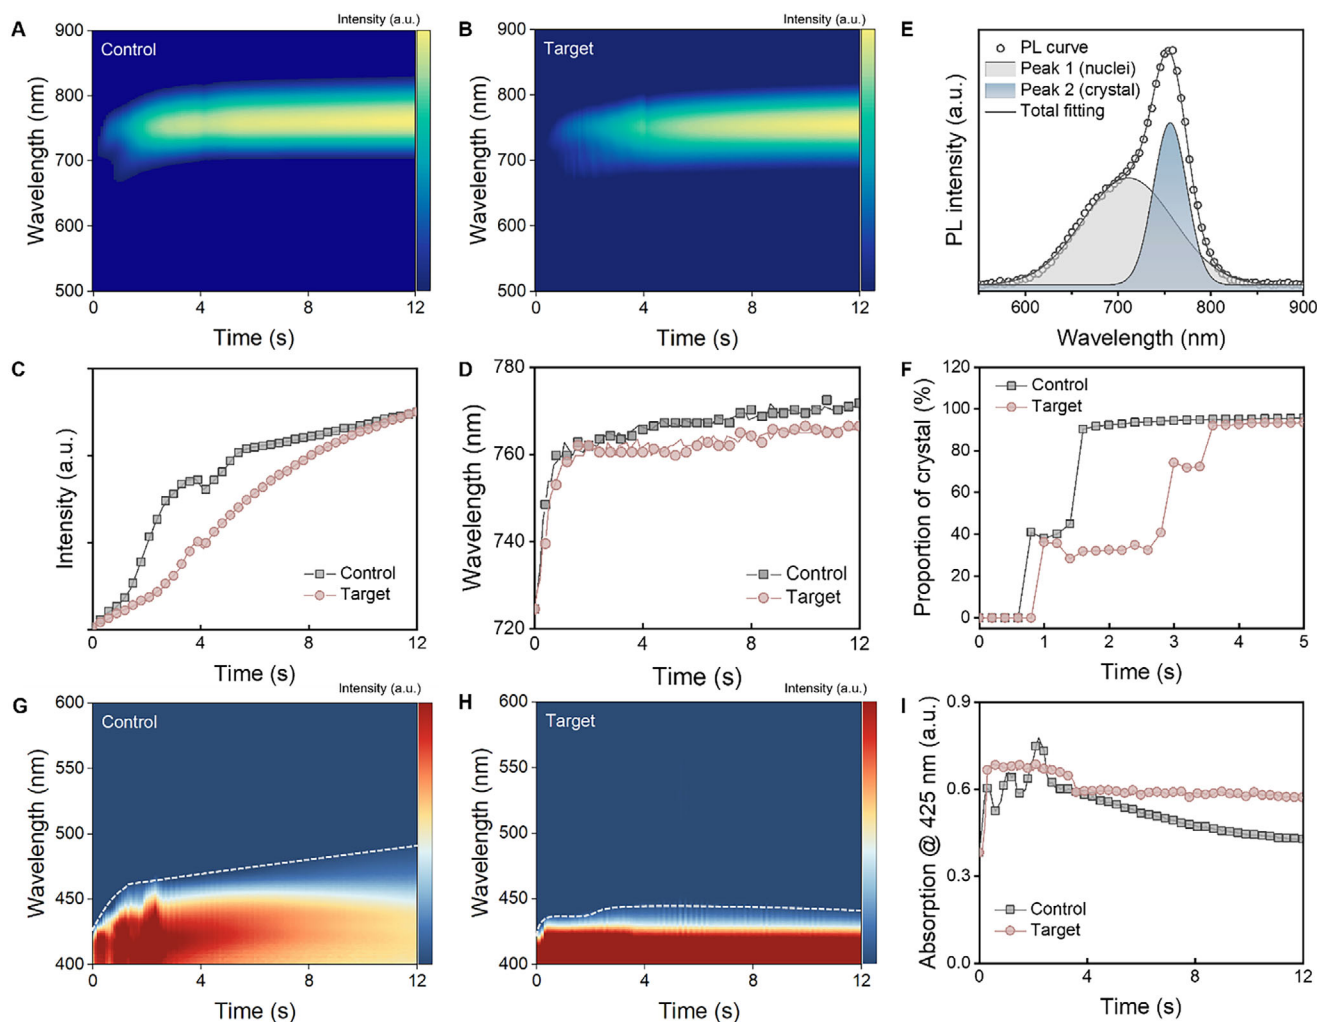 A
Control
Intensity (a.u.)
Wavelength (nm)
900
800
700
600
500
0
4
8
12
Time (s)
B
Target
Intensity (a.u.)
Wavelength (nm)
900
800
700
600
500
0
4
8
12
Time (s)
E
PL curve
Peak 1 (nuclei)
Peak 2 (crystal)
Total fitting
PL intensity (a.u.)
600
700
800
900
Wavelength (nm)
C
Intensity (a.u.)
Control
Target
0
4
8
12
Time (s)
D
Wavelength (nm)
780
760
740
720
Control
Target
0
4
8
12
Time (s)
F
Proportion of crystal (%)
120
100
80
60
40
20
0
Control
Target
0
1
2
3
4
5
Time (s)
G
Control
Intensity (a.u.)
Wavelength (nm)
600
550
500
450
400
0
4
8
12
Time (s)
H
Target
Intensity (a.u.)
Wavelength (nm)
600
550
500
450
400
0
4
8
12
Time (s)
I
Absorption @ 425 nm (a.u.)
0.9
0.6
0.3
0.0
Control
Target
0
4
8
12
Time (s)